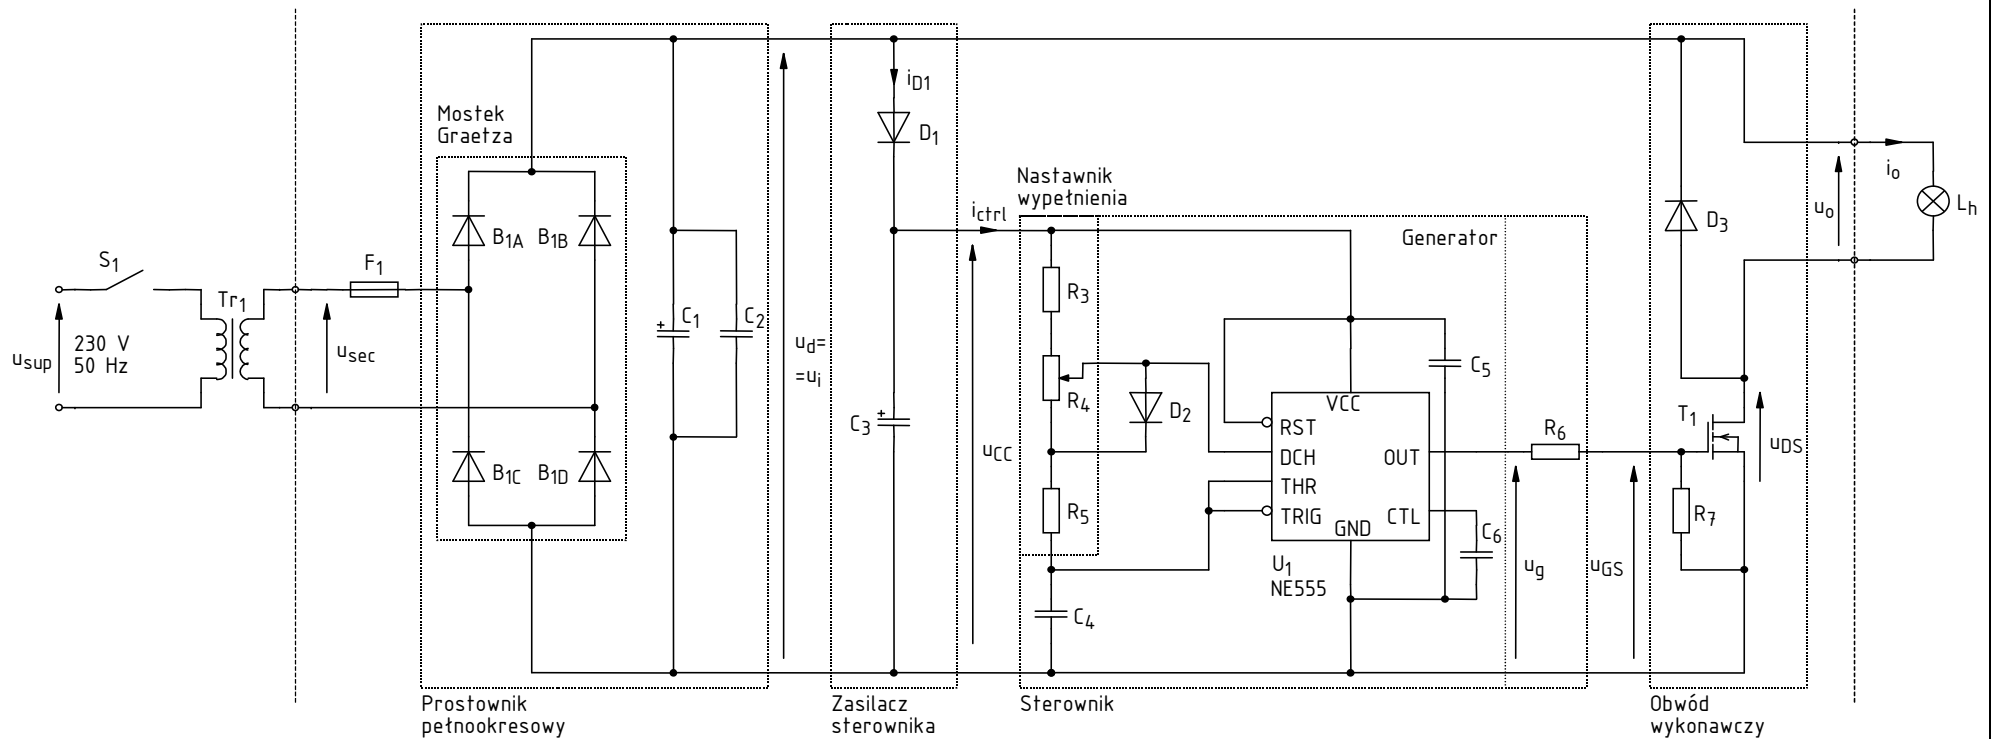 S1
usup
230 V
50 Hz
Tr1
usec
F1
Mostek
Graetza
B1A
B1B
B1C
B1D
C1
C2
ud=
=ui
Prostownik
pełnookresowy
iD1
D1
C3
Zasilacz
sterownika
ictrl
uCC
Nastawnik
wypełnienia
R3
R4
R5
D2
C4
Sterownik
Generator
VCC
RST
DCH
THR
TRIG
OUT
CTL
GND
U1
NE555
C5
C6
R6
ug
uGS
T1
R7
D3
uDS
Obwód
wykonawczy
uo
io
Lh